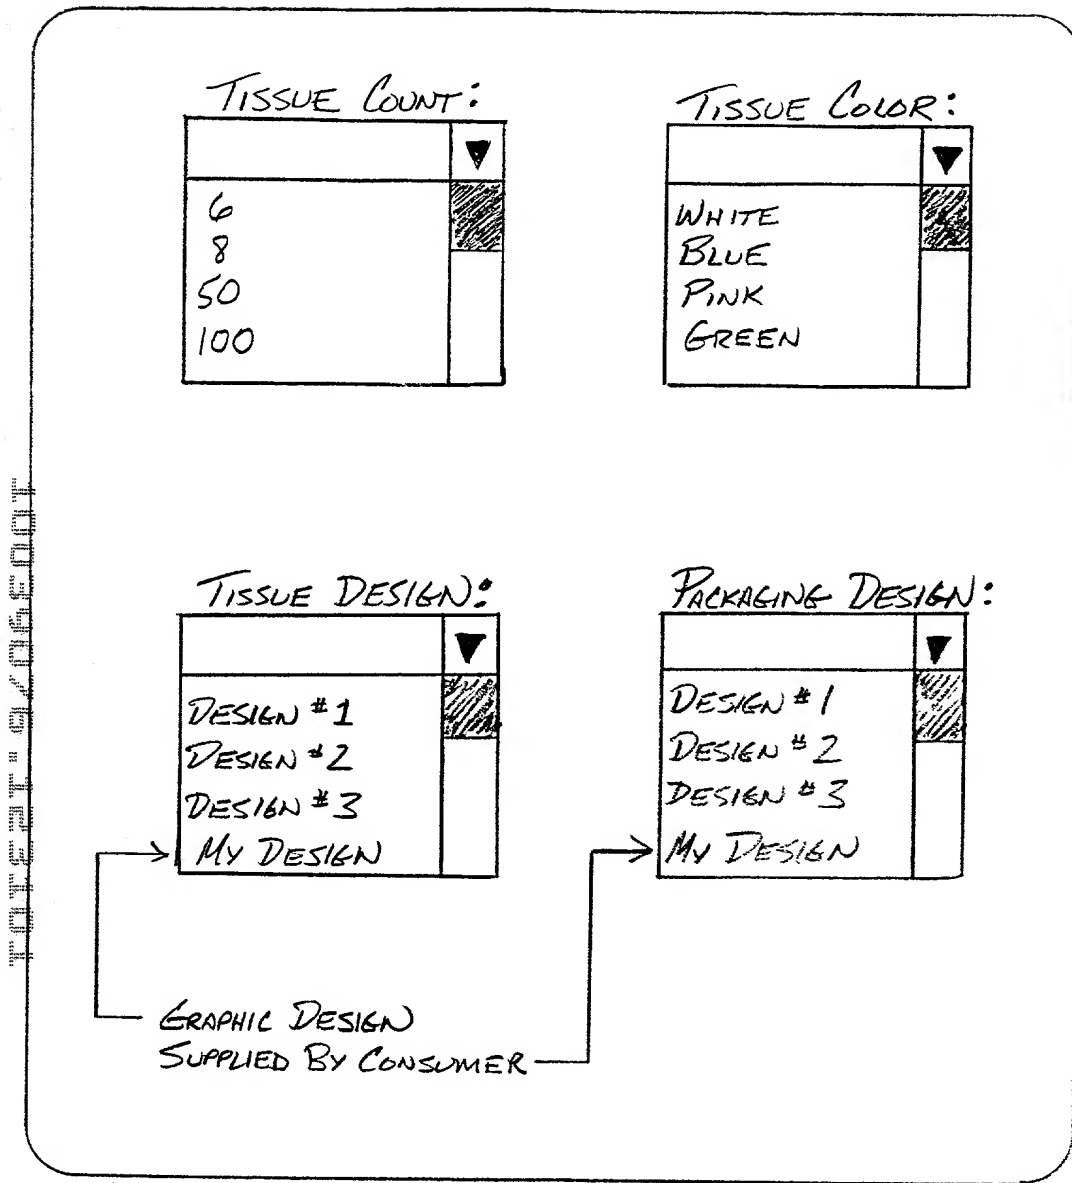 TISSUE COUNT:
6
8
50
100
TISSUE COLOR:
WHITE
BLUE
PINK
GREEN
TISSUE DESIGN:
DESIGN #1
DESIGN #2
DESIGN #3
MY DESIGN
PACKAGING DESIGN:
DESIGN #1
DESIGN #2
DESIGN #3
MY DESIGN
GRAPHIC DESIGN
SUPPLIED BY CONSUMER